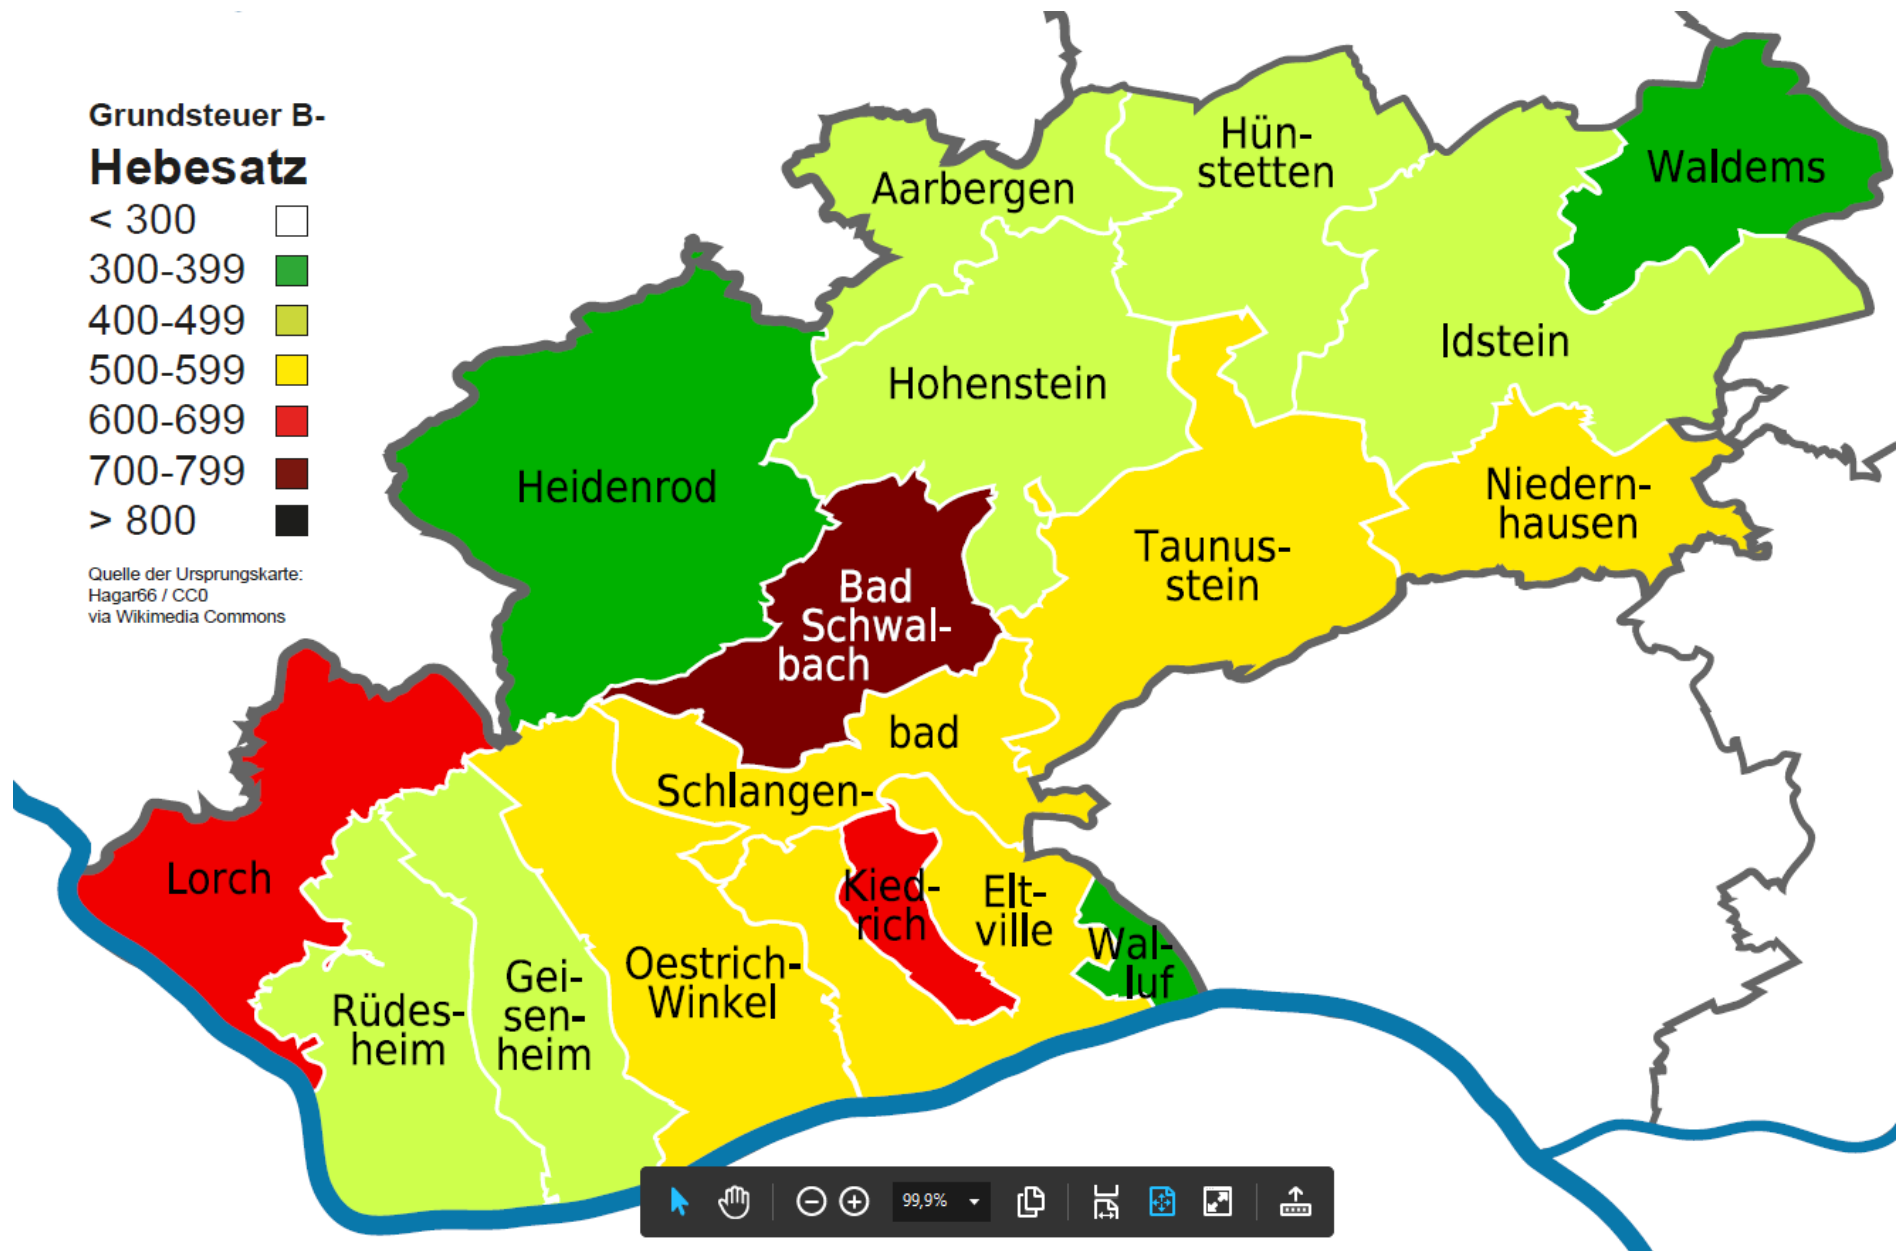 Grundsteuer B-
Hebesatz
< 300
300-399
400-499
500-599
600-699
700-799
> 800
Quelle der Ursprungskarte:
Hagar66 / CC0
via Wikimedia Commons
Hün-
stetten
Waldems
Aarbergen
Idstein
Hohenstein
Heidenrod
Niedern-
hausen
Taunus-
stein
Bad
Schwal-
bach
bad
Schlangen-
Lorch
Kied-
rich
Elt-
ville
Wal-
luf
Oestrich-
Winkel
Gei-
sen-
heim
Rüdes-
heim
99,9%